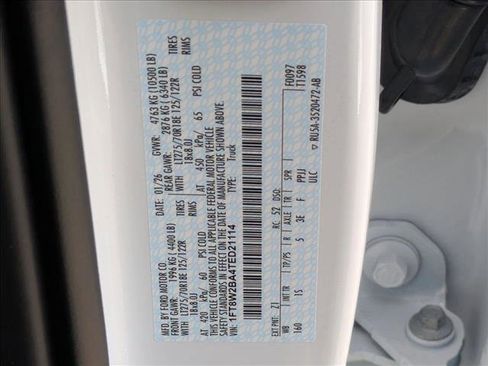 MFD. BY FORD MOTOR CO.
DATE: 01/26 GVWR: 4763 KG (10500 LB)
FRONT GAWR: 1996 KG (4400 LB) REAR GAWR: 2876 KG (6340 LB)
WITH LT275/70R18E 125/122R TIRES WITH LT275/70R18E 125/122R TIRES
18x8.0J RIMS 18x8.0J RIMS
AT 420 kPa/ 60 PSI COLD AT 450 kPa/ 65 PSI COLD
THIS VEHICLE CONFORMS TO ALL APPLICABLE FEDERAL MOTOR VEHICLE
SAFETY STANDARDS IN EFFECT ON THE DATE OF MANUFACTURE SHOWN ABOVE.
VIN: 1FT8W2BA4TED21114
TYPE: Truck
F0097
T1598
EXT PNT: Z1 RC: 52 DSO:
WB INT TR TP/PS R AXLE TR SPR
160 1S 5 3E F PPJJ
ULC
RU5A-3520472-AB